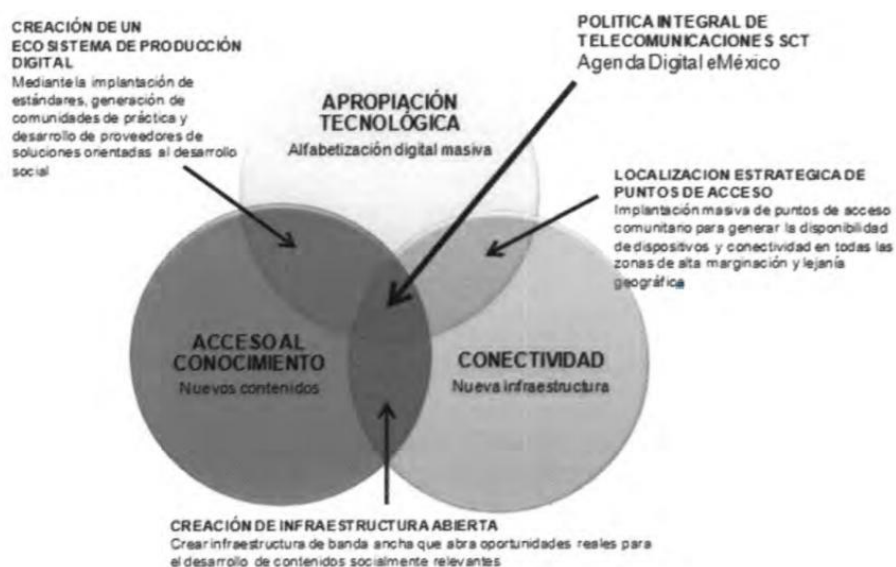 CREACIÓN DE UN
ECO SISTEMA DE PRODUCCIÓN
DIGITAL
Mediante la implantación de
estándares, generación de
comunidades de práctica y
desarrollo de proveedores de
soluciones orientadas al desarrollo
social
POLITICA INTEGRAL DE
TELECOMUNICACIONES SCT
Agenda Digital eMéxico
APROPIACIÓN
TECNOLÓGICA
Alfabetización digital masiva
LOCALIZACION ESTRATEGICA DE
PUNTOS DE ACCESO
Implantación masiva de puntos de acceso
comunitario para generar la disponibilidad
de dispositivos y conectividad en todas las
zonas de alta marginación y lejanía
geográfica
ACCESO AL
CONOCIMIENTO
Nuevos contenidos
CONECTIVIDAD
Nueva infraestructura
CREACIÓN DE INFRAESTRUCTURA ABIERTA
Crear infraestructura de banda ancha que abra oportunidades reales para
el desarrollo de contenidos socialmente relevantes